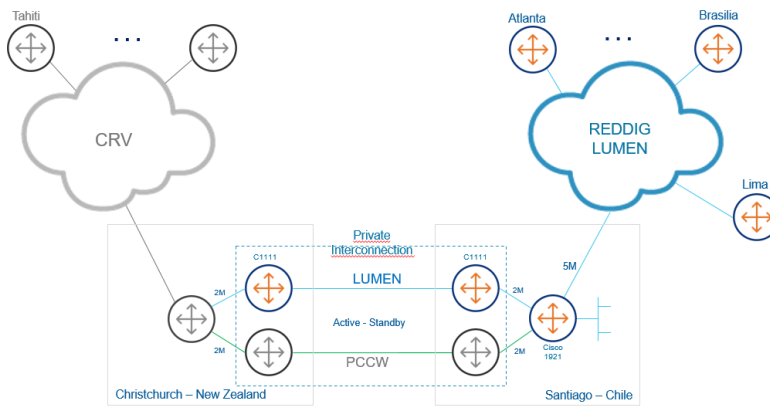 Tahiti
...
Atlanta
...
Brasilia
CRV
REDDIG
LUMEN
Lima
Private
Interconnection
C1111
C1111
LUMEN
5M
2M
2M
Active - Standby
2M
2M
Cisco
1921
PCCW
Christchurch – New Zealand
Santiago – Chile